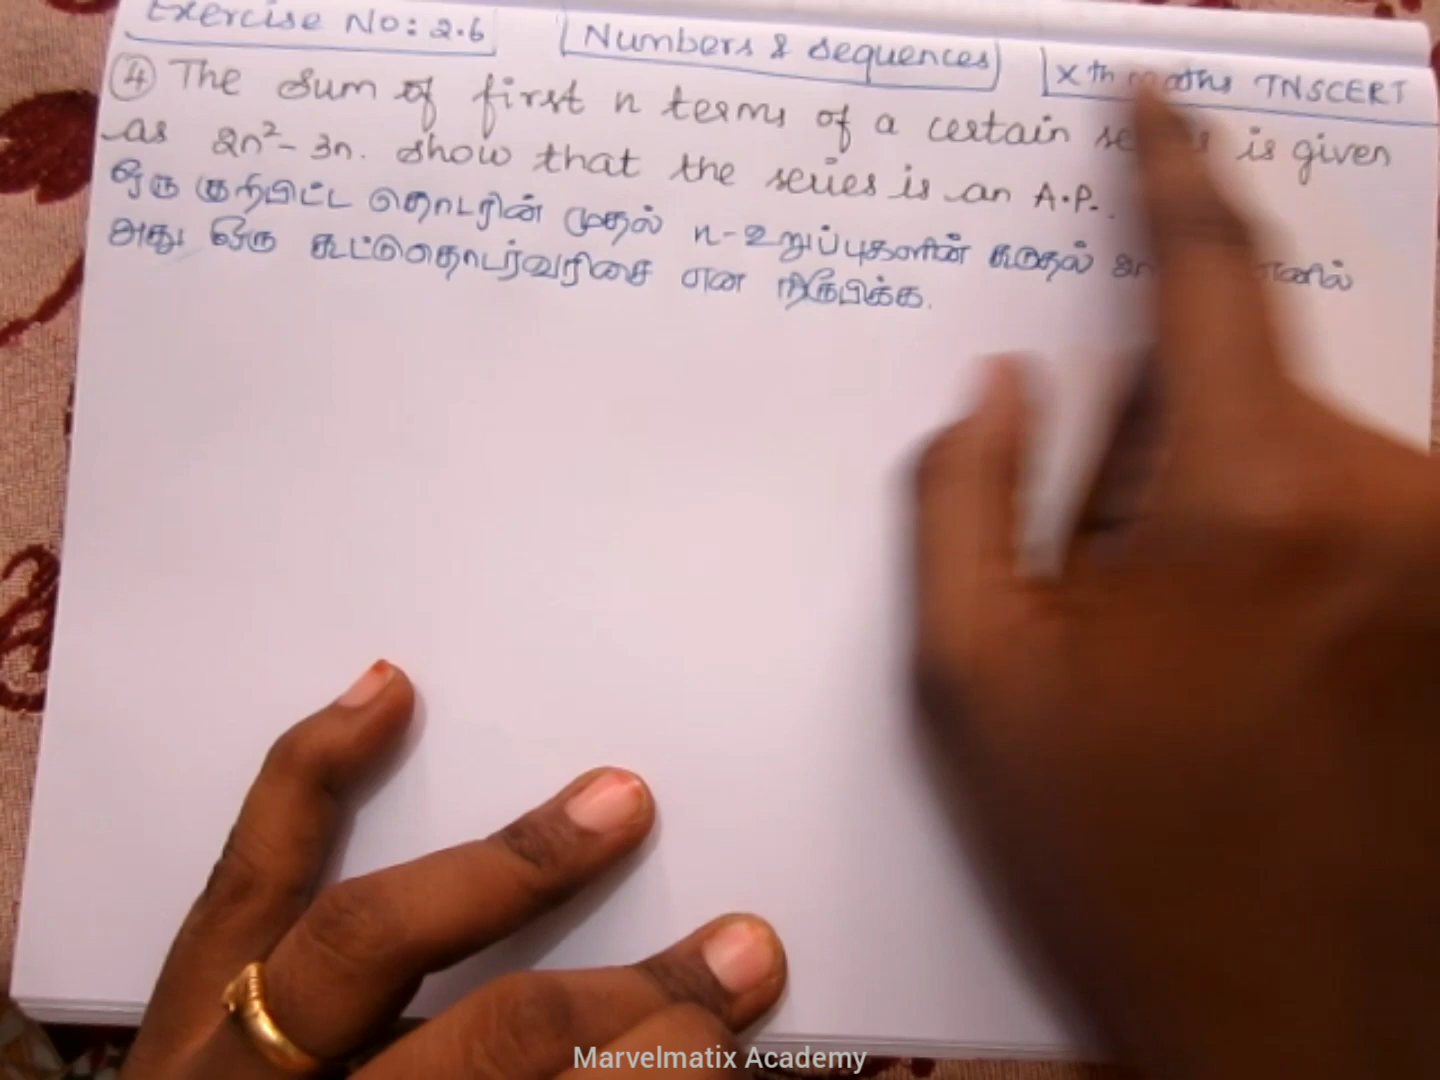 Exercise No: 2.6
Numbers & Sequences
Xth maths TNSCERT
④ The sum of first n terms of a certain is given
as 2n²-3n. Show that the series is an A.P.
ஒரு குறிப்பிட்ட தொடரின் முதல் n-உறுப்புகளின் கூடுதல் எனில்
அது ஒரு கூட்டுதொடர்வரிசை என நிரூபிக்க.
Marvelmatix Academy